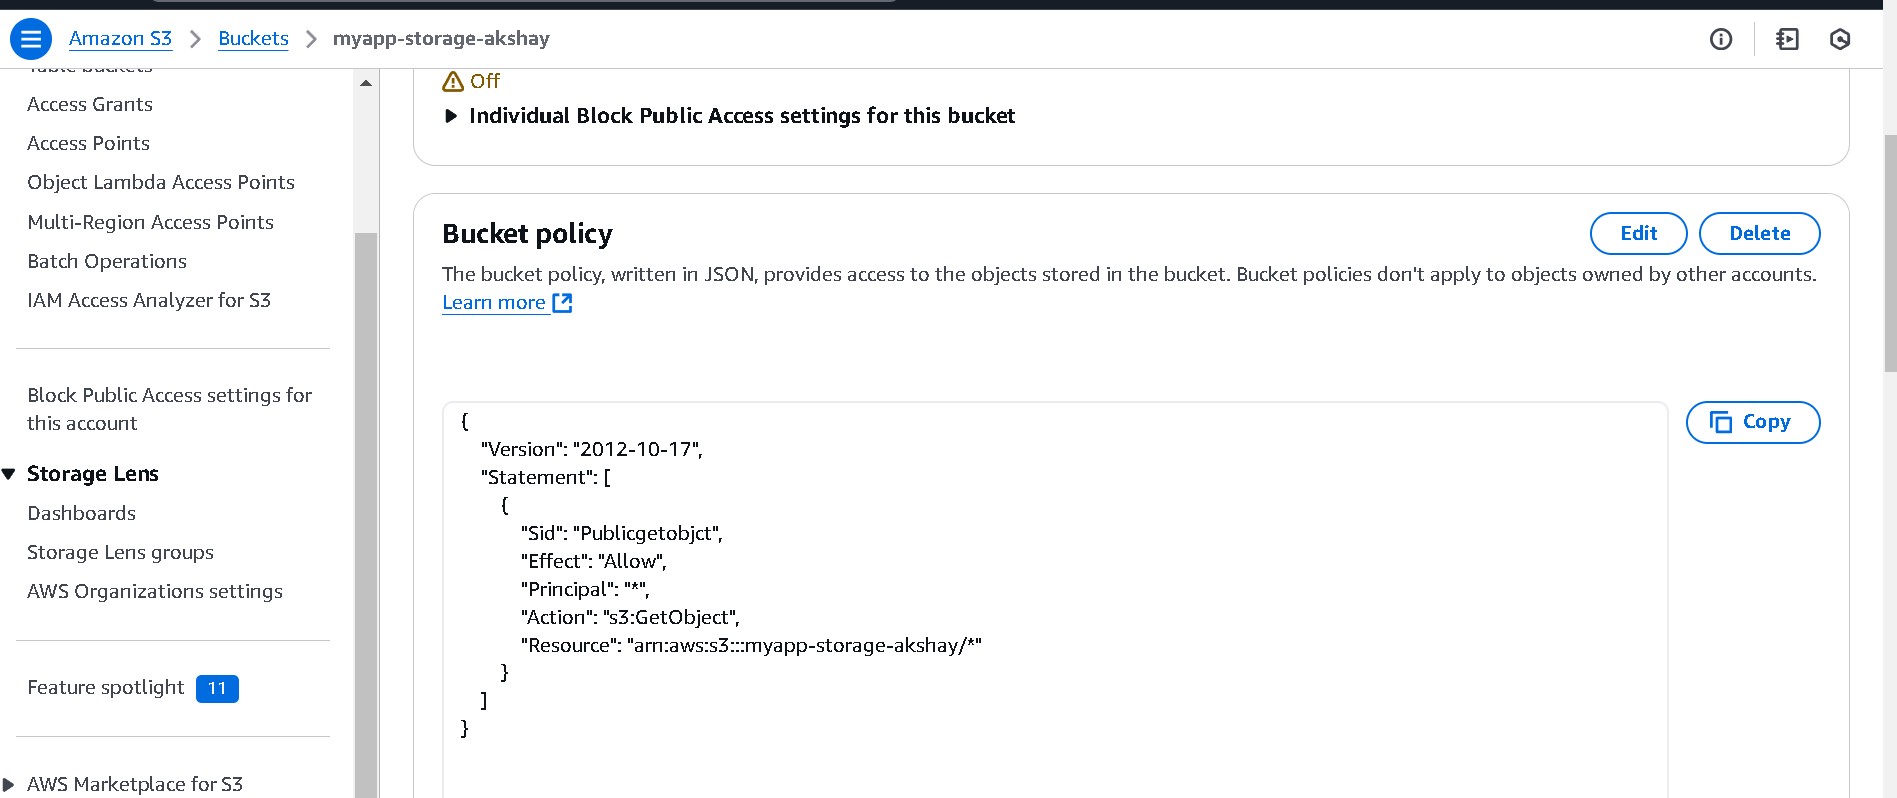 Amazon S3 > Buckets > myapp-storage-akshay
Table buckets
Access Grants
Access Points
Object Lambda Access Points
Multi-Region Access Points
Batch Operations
IAM Access Analyzer for S3
Block Public Access settings for
this account
Storage Lens
Dashboards
Storage Lens groups
AWS Organizations settings
Feature spotlight 11
AWS Marketplace for S3
Off
Individual Block Public Access settings for this bucket
Bucket policy
Edit
Delete
The bucket policy, written in JSON, provides access to the objects stored in the bucket. Bucket policies don't apply to objects owned by other accounts.
Learn more
Copy
{
"Version": "2012-10-17",
"Statement": [
{
"Sid": "Publicgetobjct",
"Effect": "Allow",
"Principal": "*",
"Action": "s3:GetObject",
"Resource": "arn:aws:s3:::myapp-storage-akshay/*"
}
]
}